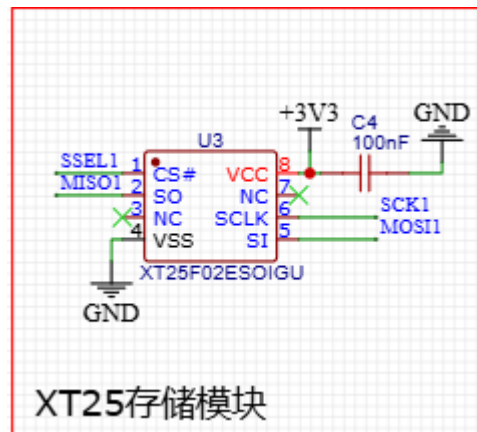 +3V3
C4
GND
100nF
U3
SSEL1
1
CS#
VCC
8
MISO1
2
SO
NC
7
3
NC
SCLK
6
SCK1
4
VSS
SI
5
MOSI1
XT25F02ESOIGU
GND
XT25存储模块